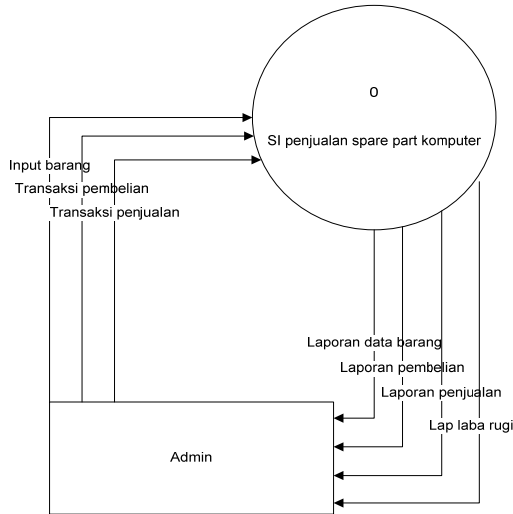 0
SI penjualan spare part komputer
Input barang
Transaksi pembelian
Transaksi penjualan
Laporan data barang
Laporan pembelian
Laporan penjualan
Lap laba rugi
Admin